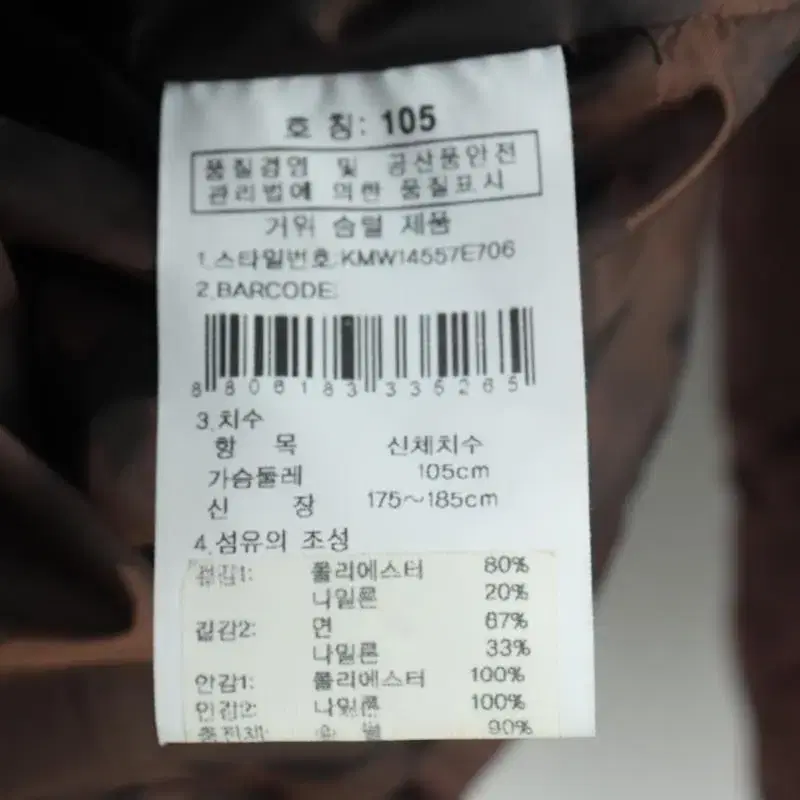 호 칭: 105
품질경영 및 공산품안전
관리법에 의한 품질표시
거위 솜털 제품
1.스타일번호:KMW14557E706
2.BARCODE:
8806183335265
3.치수
항 목 신체치수
가슴둘레 105cm
신 장 175~185cm
4.섬유의 조성
겉감1: 폴리에스터 80%
나일론 20%
겉감2: 면 67%
나일론 33%
안감1: 폴리에스터 100%
안감2: 나일론 100%
충전재: 솜 털 90%